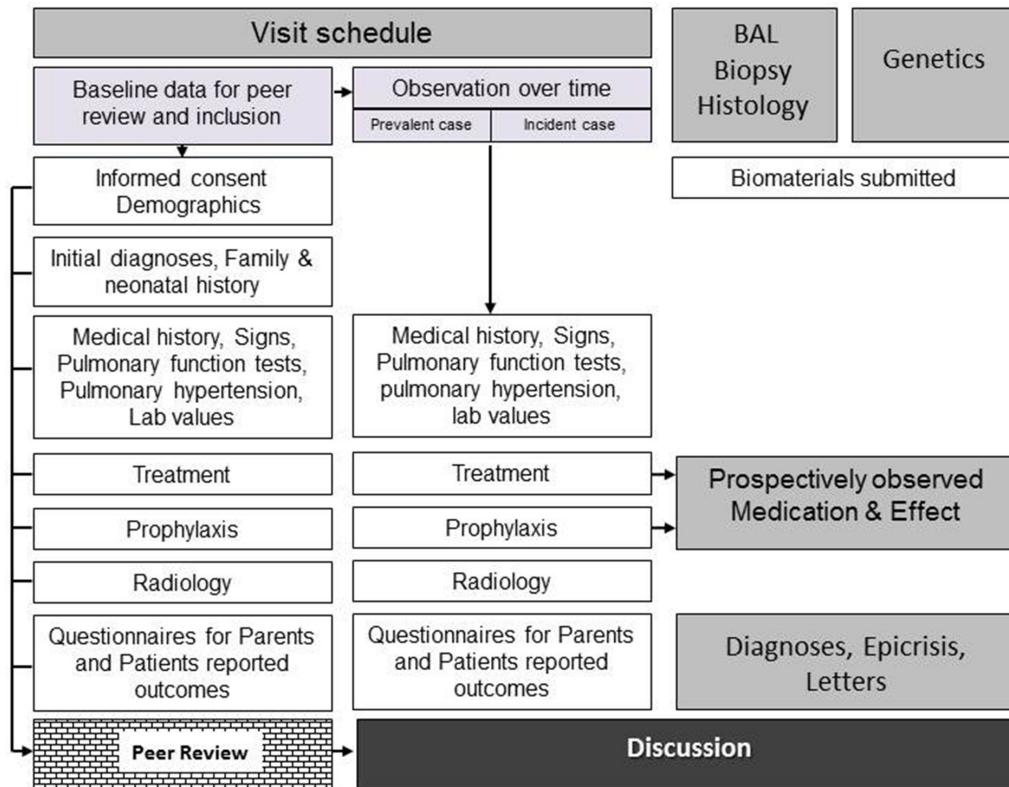 Visit schedule
BAL
Biopsy
Histology
Genetics
Baseline data for peer
review and inclusion
Observation over time
Prevalent case
Incident case
Biomaterials submitted
Informed consent
Demographics
Initial diagnoses, Family &
neonatal history
Medical history, Signs,
Pulmonary function tests,
Pulmonary hypertension,
Lab values
Medical history, Signs,
Pulmonary function tests,
pulmonary hypertension,
lab values
Treatment
Treatment
Prospectively observed
Medication & Effect
Prophylaxis
Prophylaxis
Radiology
Radiology
Questionnaires for Parents
and Patients reported
outcomes
Questionnaires for Parents
and Patients reported
outcomes
Diagnoses, Epicrisis,
Letters
Peer Review
Discussion